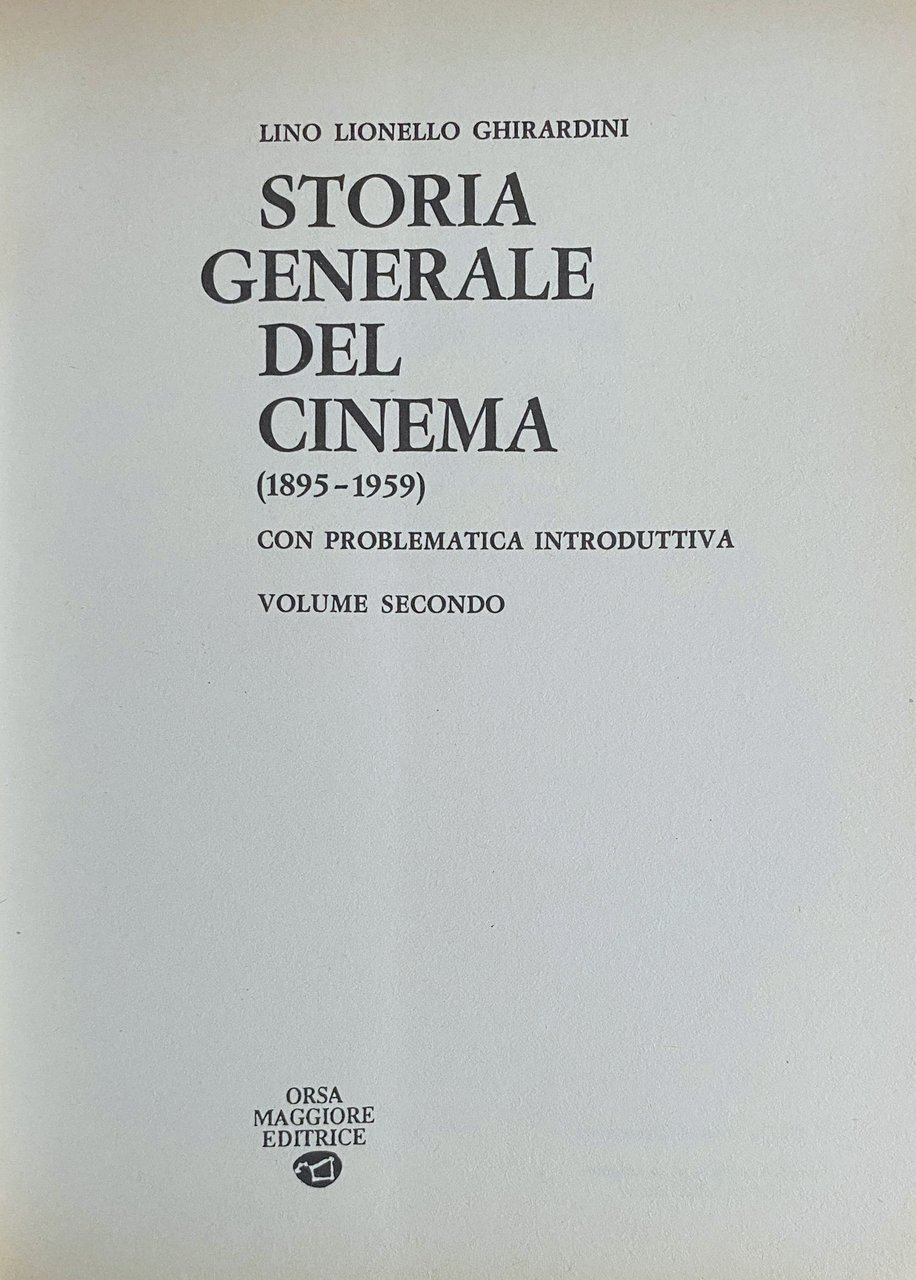 LINO LIONELLO GHIRARDINI
STORIA
GENERALE
DEL
CINEMA
(1895-1959)
CON PROBLEMATICA INTRODUTTIVA
VOLUME SECONDO
ORSA
MAGGIORE
EDITRICE